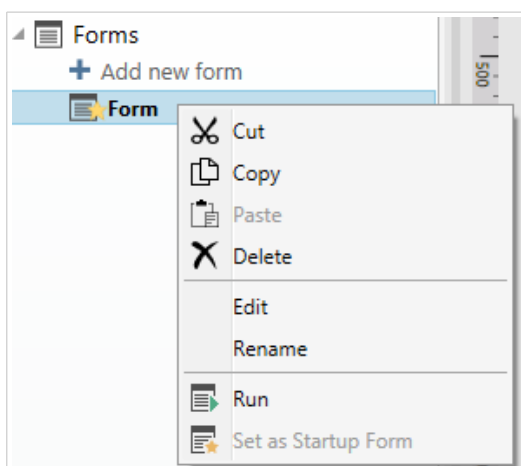 Forms
+ Add new form
Form
Cut
Copy
Paste
Delete
Edit
Rename
Run
Set as Startup Form
500